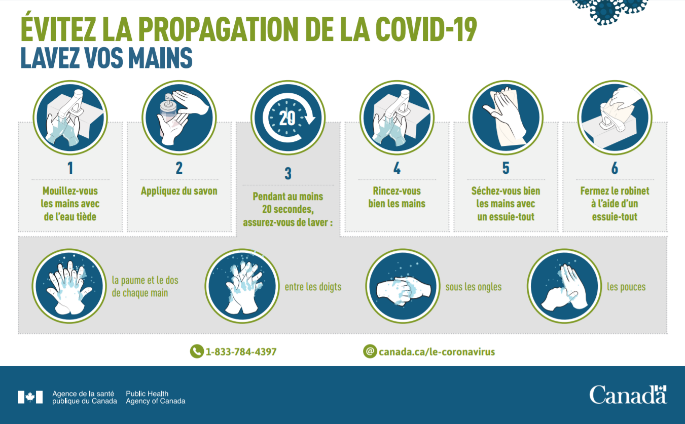 ÉVITEZ LA PROPAGATION DE LA COVID-19
LAVEZ VOS MAINS
1
Mouillez-vous
les mains avec
de l'eau tiède
2
Appliquez du savon
20
3
Pendant au moins
20 secondes,
assurez-vous de laver :
4
Rincez-vous
bien les mains
5
Séchez-vous bien
les mains avec
un essuie-tout
6
Fermez le robinet
à l'aide d'un
essuie-tout
la paume et le dos
de chaque main
entre les doigts
sous les ongles
les pouces
1-833-784-4397
@ canada.ca/le-coronavirus
Agence de la santé
publique du Canada
Public Health
Agency of Canada
Canada